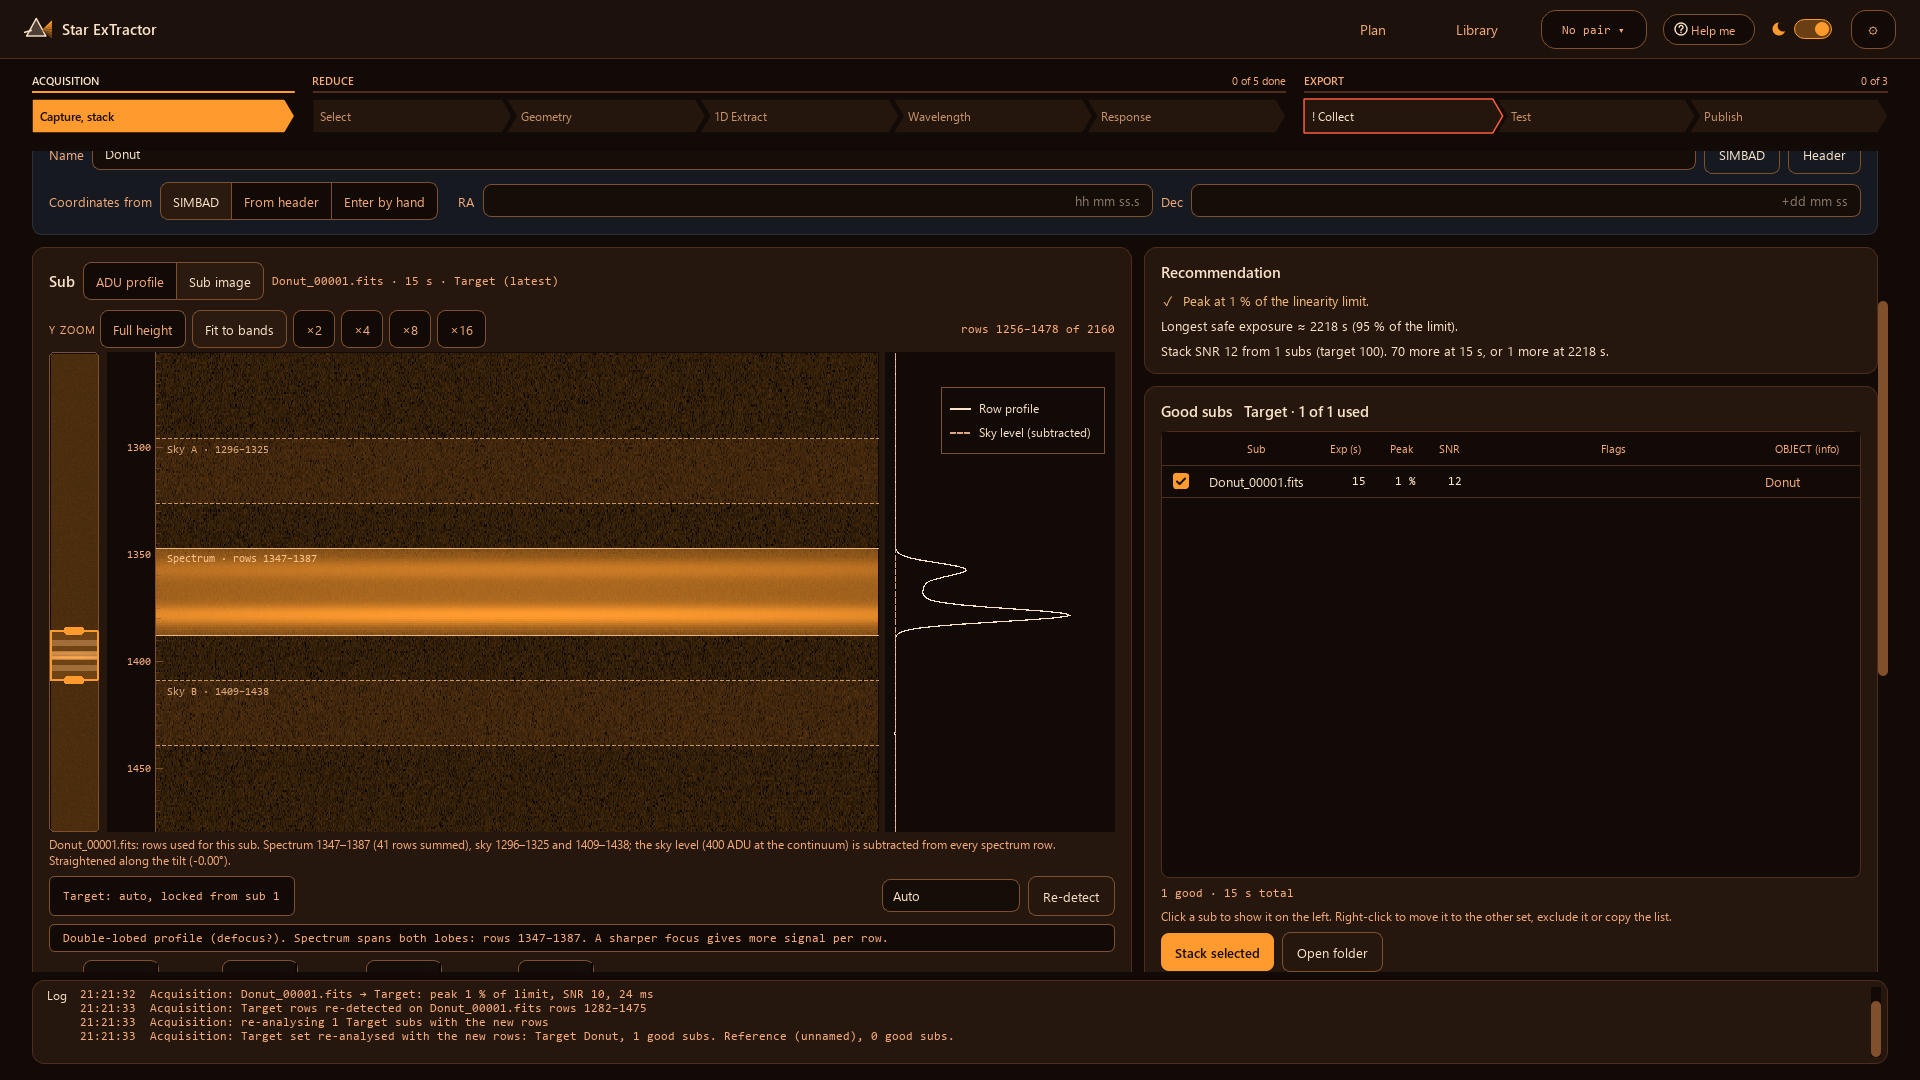 Star ExTractor
Plan
Library
No pair ▾
Help me
ACQUISITION
REDUCE
0 of 5 done
EXPORT
0 of 3
Capture, stack
Select
Geometry
1D Extract
Wavelength
Response
! Collect
Test
Publish
Name
Donut
SIMBAD
Header
Coordinates from
SIMBAD
From header
Enter by hand
RA
hh mm ss.s
Dec
+dd mm ss
Sub
ADU profile
Sub image
Donut_00001.fits · 15 s · Target (latest)
Y ZOOM
Full height
Fit to bands
×2
×4
×8
×16
rows 1256–1478 of 2160
1300
1350
1400
1450
Sky A · 1296–1325
Spectrum · rows 1347–1387
Sky B · 1409–1438
Row profile
Sky level (subtracted)
Donut_00001.fits: rows used for this sub. Spectrum 1347–1387 (41 rows summed), sky 1296–1325 and 1409–1438; the sky level (400 ADU at the continuum) is subtracted from every spectrum row.
Straightened along the tilt (-0.00°).
Target: auto, locked from sub 1
Auto
Re-detect
Double-lobed profile (defocus?). Spectrum spans both lobes: rows 1347–1387. A sharper focus gives more signal per row.
Recommendation
✓ Peak at 1 % of the linearity limit.
Longest safe exposure ≈ 2218 s (95 % of the limit).
Stack SNR 12 from 1 subs (target 100). 70 more at 15 s, or 1 more at 2218 s.
Good subs Target · 1 of 1 used
Sub
Exp (s)
Peak
SNR
Flags
OBJECT (info)
Donut_00001.fits
15
1 %
12
Donut
1 good · 15 s total
Click a sub to show it on the left. Right-click to move it to the other set, exclude it or copy the list.
Stack selected
Open folder
Log
21:21:32 Acquisition: Donut_00001.fits → Target: peak 1 % of limit, SNR 10, 24 ms
21:21:33 Acquisition: Target rows re-detected on Donut_00001.fits rows 1282–1475
21:21:33 Acquisition: re-analysing 1 Target subs with the new rows
21:21:33 Acquisition: Target set re-analysed with the new rows: Target Donut, 1 good subs. Reference (unnamed), 0 good subs.